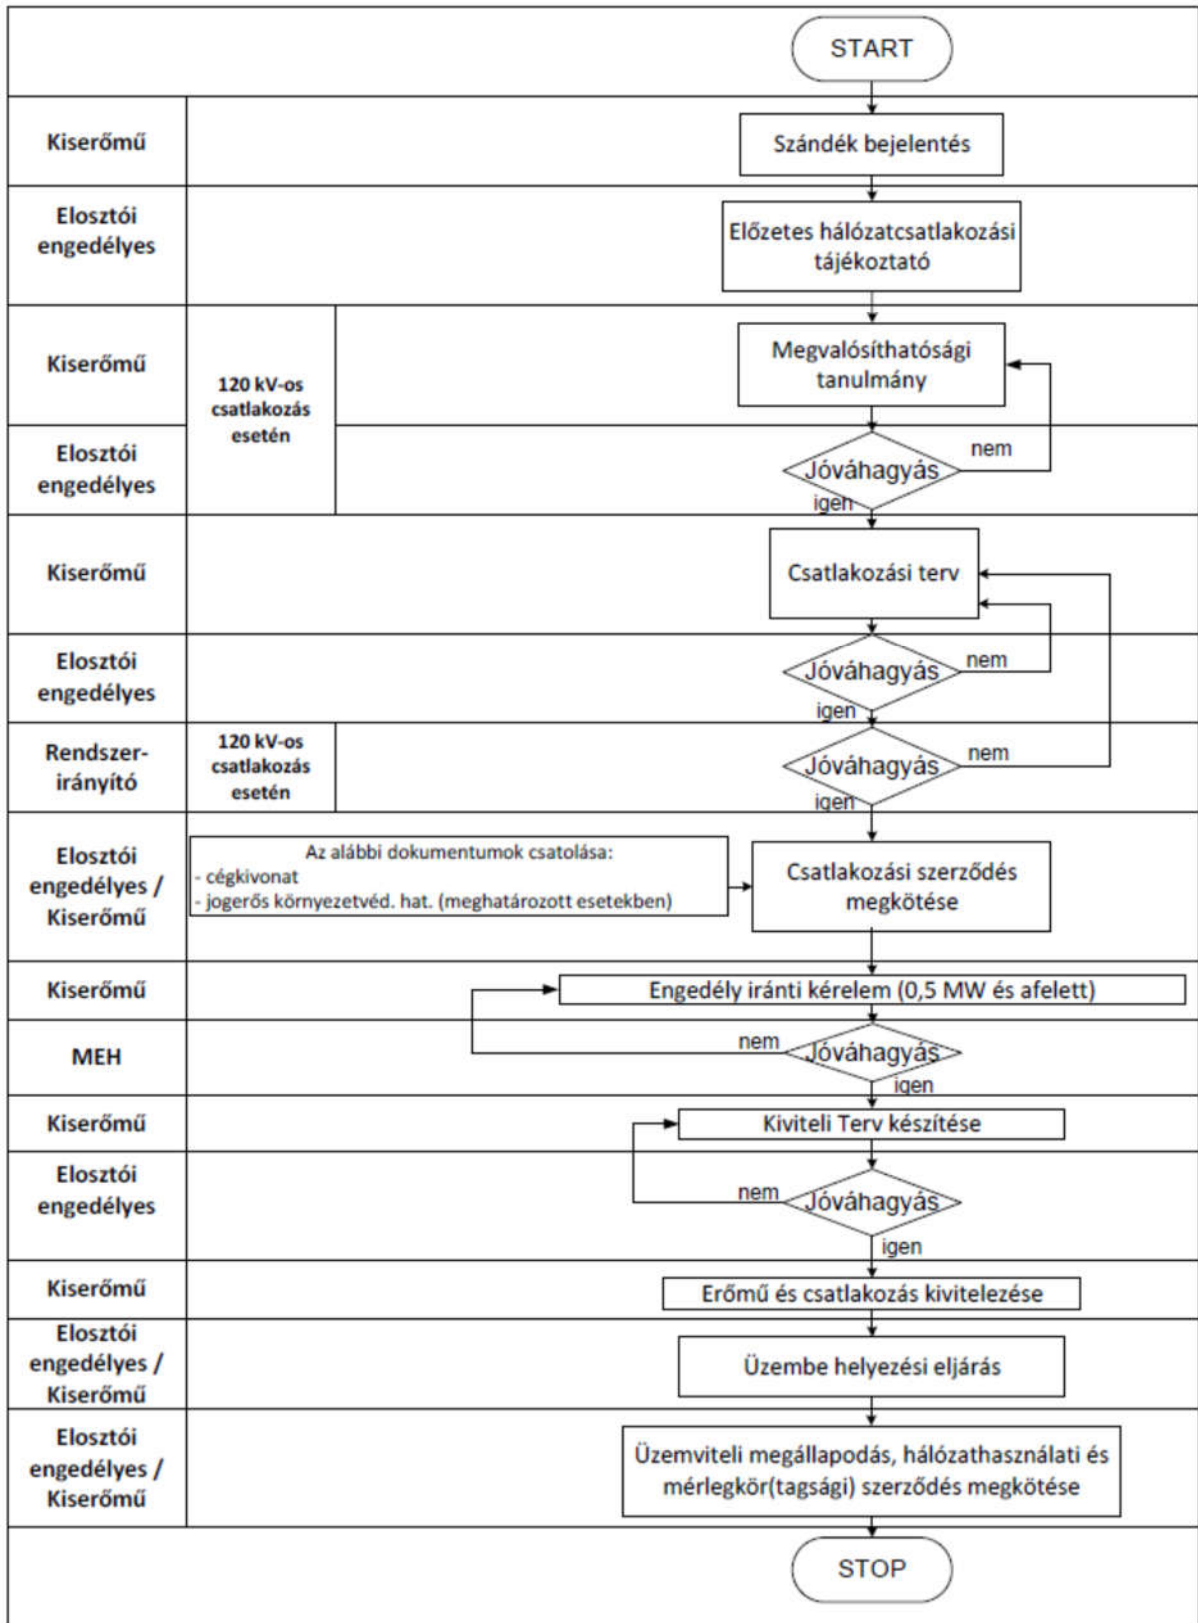 START
Kiserőmű
Szándék bejelentés
Elosztói
engedélyes
Előzetes hálózatcsatlakozási
tájékoztató
Kiserőmű
120 kV-os
csatlakozás
esetén
Megvalósíthatósági
tanulmány
Elosztói
engedélyes
Jóváhagyás
nem
igen
Kiserőmű
Csatlakozási terv
Elosztói
engedélyes
Jóváhagyás
nem
igen
Rendszer-
irányító
120 kV-os
csatlakozás
esetén
Jóváhagyás
nem
igen
Elosztói
engedélyes /
Kiserőmű
Az alábbi dokumentumok csatolása:
- cégkivonat
- jogerős környezetvéd. hat. (meghatározott esetekben)
Csatlakozási szerződés
megkötése
Kiserőmű
Engedély iránti kérelem (0,5 MW és afelett)
MEH
nem
Jóváhagyás
igen
Kiserőmű
Kiviteli Terv készítése
Elosztói
engedélyes
nem
Jóváhagyás
igen
Kiserőmű
Erőmű és csatlakozás kivitelezése
Elosztói
engedélyes /
Kiserőmű
Üzembe helyezési eljárás
Elosztói
engedélyes /
Kiserőmű
Üzemviteli megállapodás, hálózathasználati és
mérlegkör(tagsági) szerződés megkötése
STOP